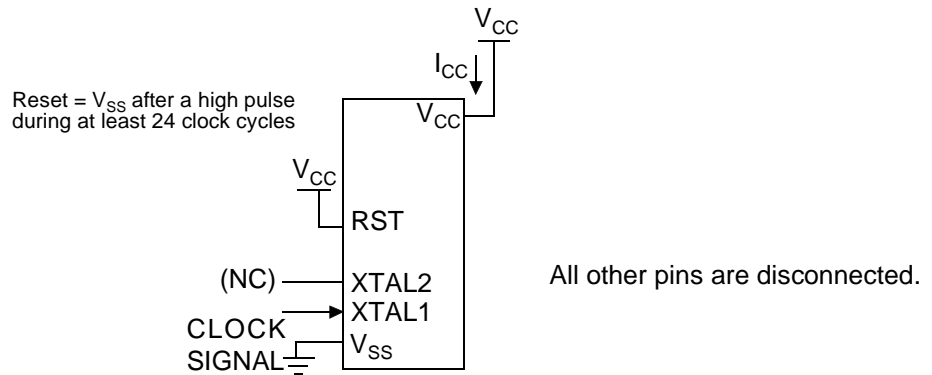 V_CC
I_CC
Reset = V_SS after a high pulse
during at least 24 clock cycles
V_CC
V_CC
RST
(NC)
XTAL2
All other pins are disconnected.
XTAL1
CLOCK
SIGNAL
V_SS